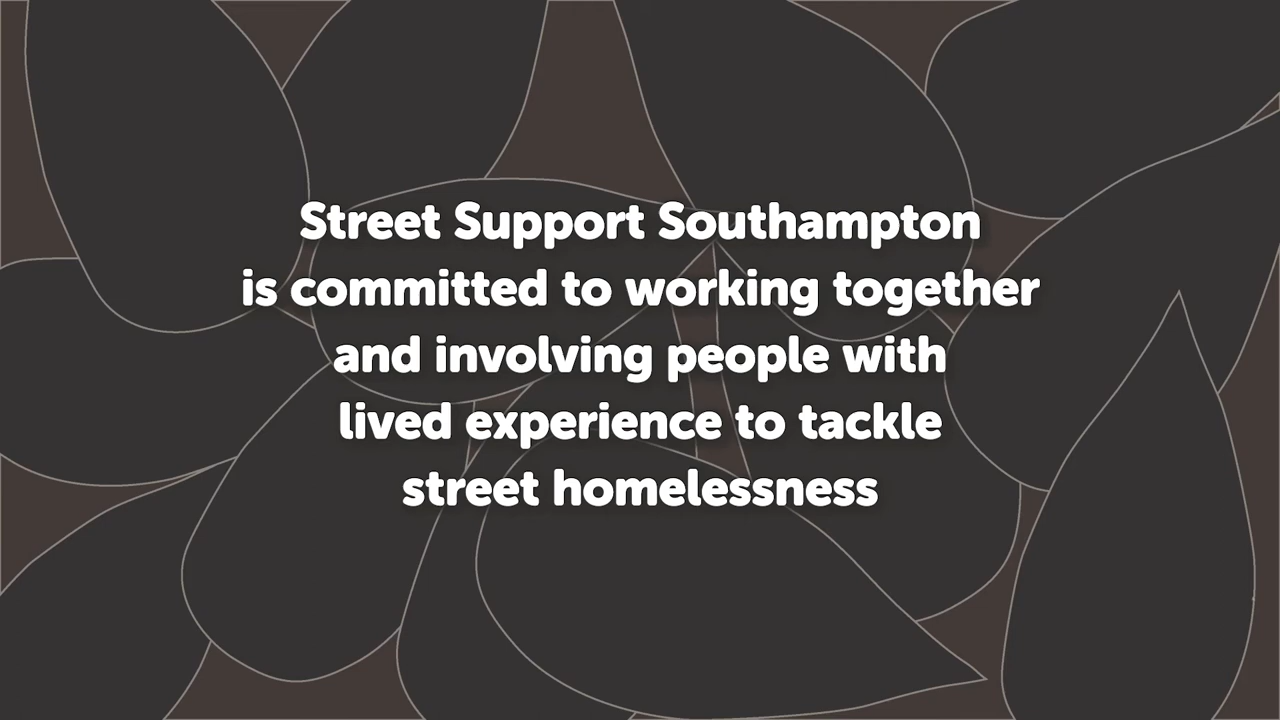 Street Support Southampton
is committed to working together
and involving people with
lived experience to tackle
street homelessness